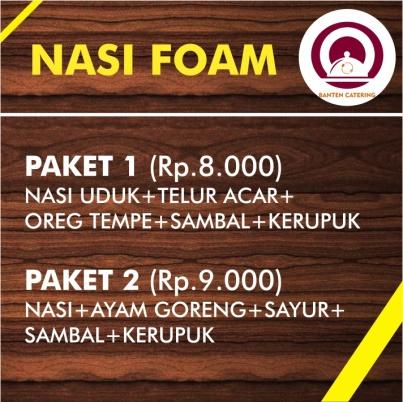 NASI FOAM
BANTEN CATERING
PAKET 1 (Rp.8.000)
NASI UDUK+TELUR ACAR+
OREG TEMPE+SAMBAL+KERUPUK
PAKET 2 (Rp.9.000)
NASI+AYAM GORENG+SAYUR+
SAMBAL+KERUPUK